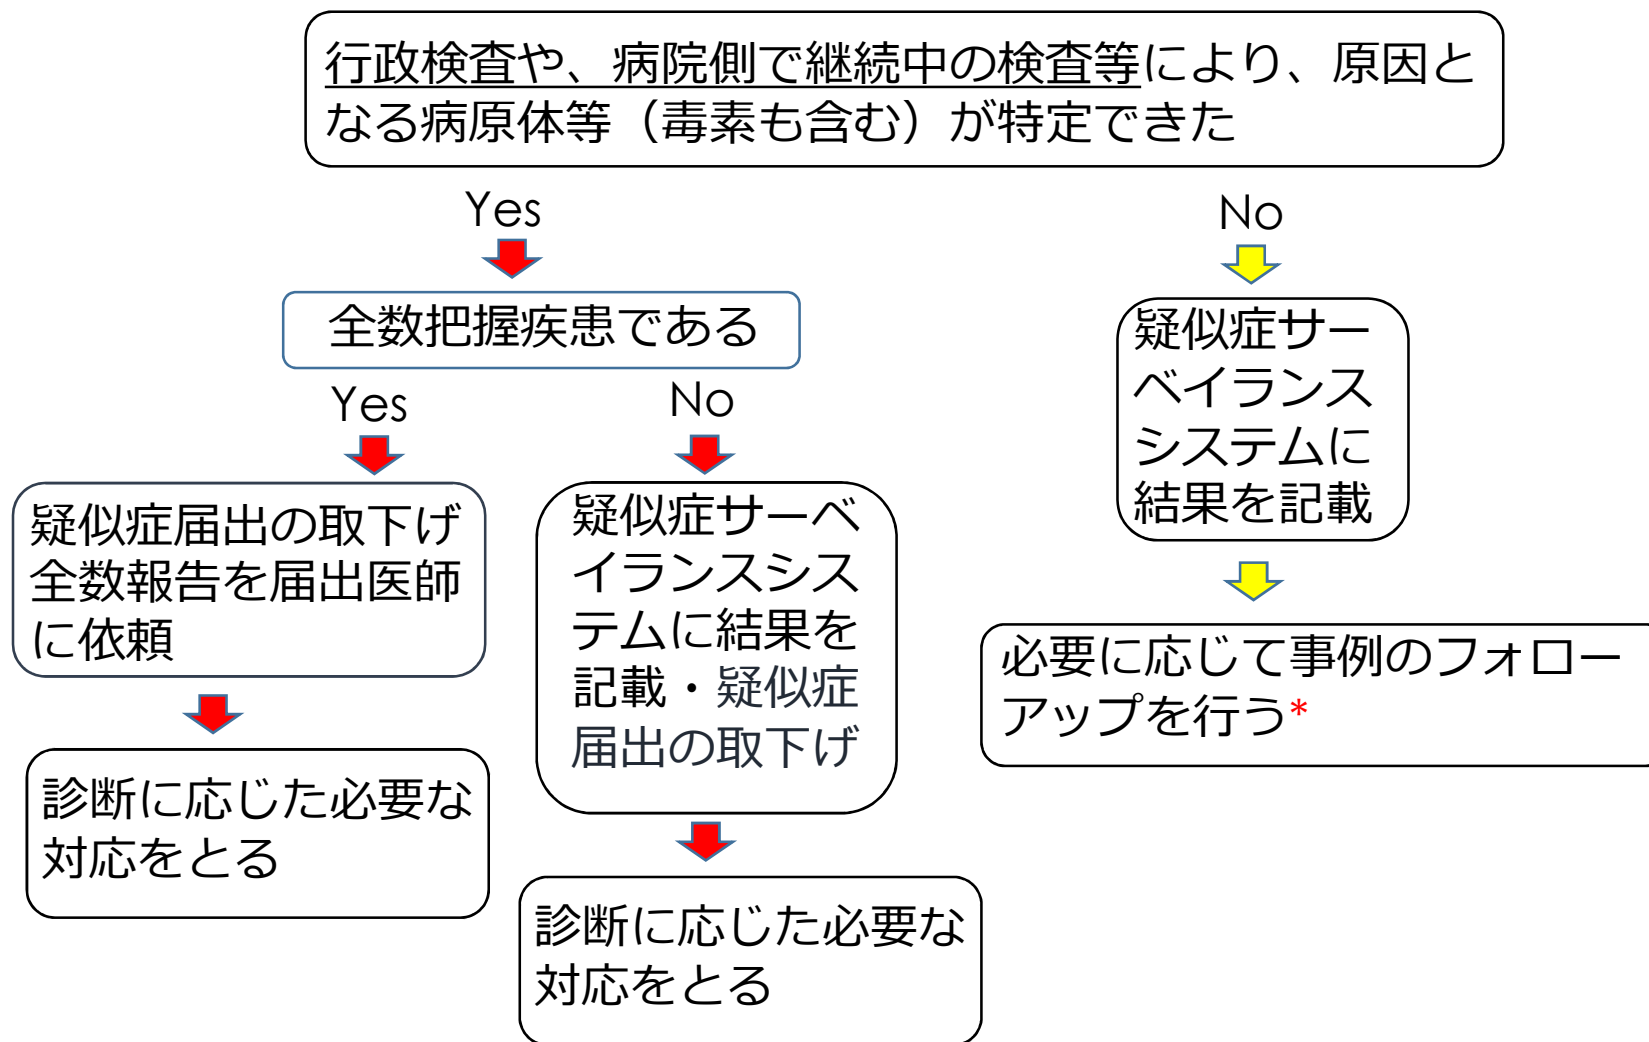 行政検査や、病院側で継続中の検査等により、原因と
なる病原体等（毒素も含む）が特定できた
Yes
No
全数把握疾患である
Yes
No
疑似症サー
ベイランス
システムに
結果を記載
疑似症届出の取下げ
全数報告を届出医師
に依頼
疑似症サーベ
イランスシス
テムに結果を
記載・疑似症
届出の取下げ
必要に応じて事例のフォロー
アップを行う*
診断に応じた必要な
対応をとる
診断に応じた必要な
対応をとる